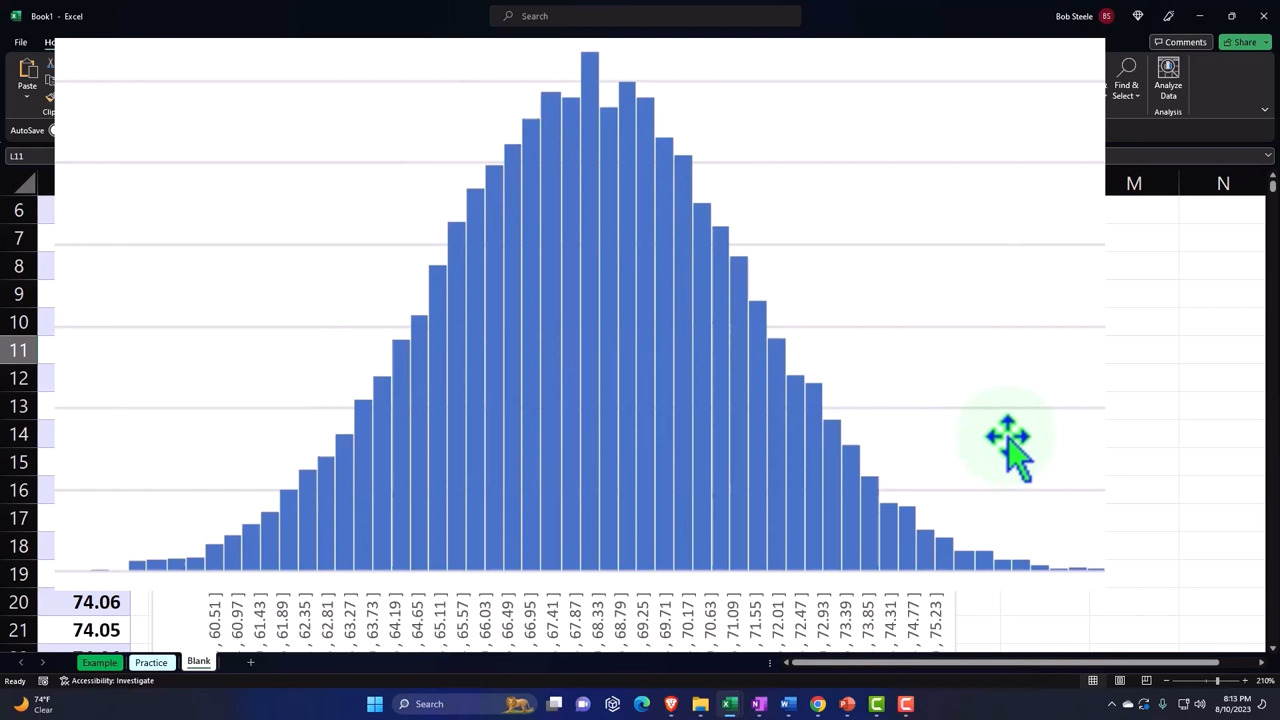 Book1 - Excel
Search
Bob Steele
BS
File
Ho
Comments
Share
Paste
Find &
Select
Analyze
Data
Clip
Analysis
AutoSave
L11
M
N
6
7
8
9
10
11
12
13
14
15
16
17
18
19
20 74.06
21 74.05
, 60.51 ]
, 60.97 ]
, 61.43 ]
, 61.89 ]
, 62.35 ]
, 62.81 ]
, 63.27 ]
, 63.73 ]
, 64.19 ]
, 64.65 ]
, 65.11 ]
, 65.57 ]
, 66.03 ]
, 66.49 ]
, 66.95 ]
, 67.41 ]
, 67.87 ]
, 68.33 ]
, 68.79 ]
, 69.25 ]
, 69.71 ]
, 70.17 ]
, 70.63 ]
, 71.09 ]
, 71.55 ]
, 72.01 ]
, 72.47 ]
, 72.93 ]
, 73.39 ]
, 73.85 ]
, 74.31 ]
, 74.77 ]
, 75.23 ]
Example
Practice
Blank
Ready
Accessibility: Investigate
210%
74°F
Clear
Search
8:13 PM
8/10/2023